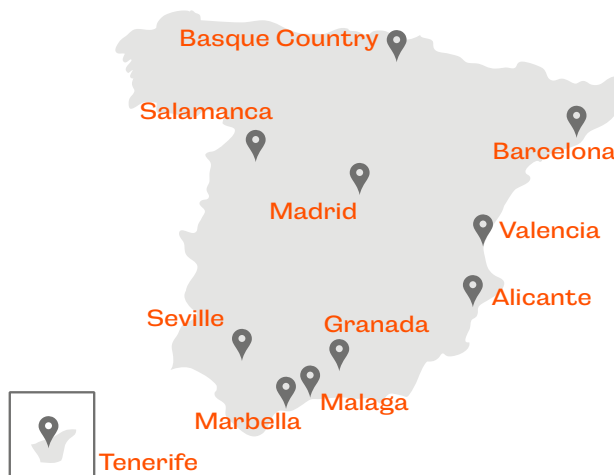 Basque Country
Salamanca
Barcelona
Madrid
Valencia
Alicante
Seville
Granada
Malaga
Marbella
Tenerife